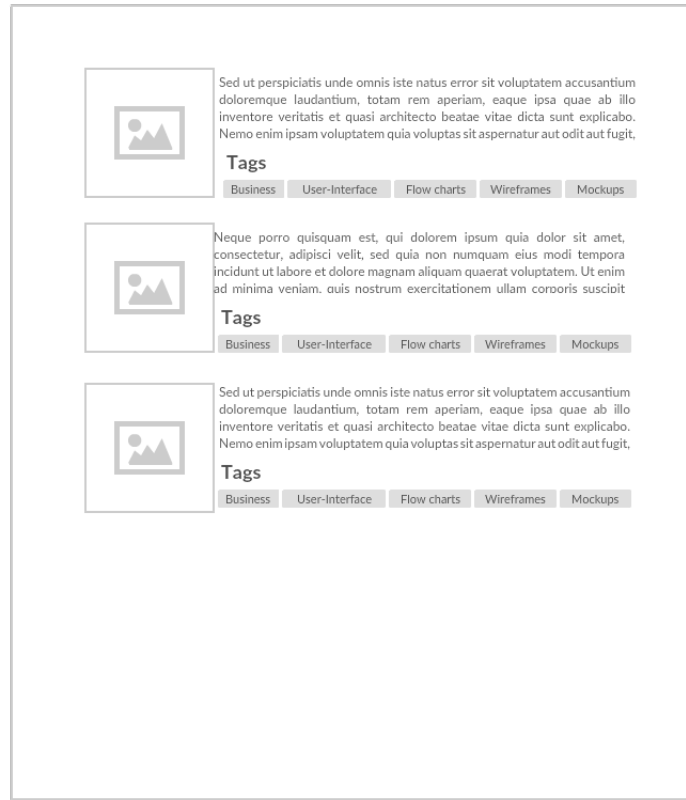 Sed ut perspiciatis unde omnis iste natus error sit voluptatem accusantium
doloremque laudantium, totam rem aperiam, eaque ipsa quae ab illo
inventore veritatis et quasi architecto beatae vitae dicta sunt explicabo.
Nemo enim ipsam voluptatem quia voluptas sit aspernatur aut odit aut fugit,
Tags
Business User-Interface Flow charts Wireframes Mockups
Neque porro quisquam est, qui dolorem ipsum quia dolor sit amet,
consectetur, adipisci velit, sed quia non numquam eius modi tempora
incidunt ut labore et dolore magnam aliquam quaerat voluptatem. Ut enim
ad minima veniam, quis nostrum exercitationem ullam corporis suscipit
Tags
Business User-Interface Flow charts Wireframes Mockups
Sed ut perspiciatis unde omnis iste natus error sit voluptatem accusantium
doloremque laudantium, totam rem aperiam, eaque ipsa quae ab illo
inventore veritatis et quasi architecto beatae vitae dicta sunt explicabo.
Nemo enim ipsam voluptatem quia voluptas sit aspernatur aut odit aut fugit,
Tags
Business User-Interface Flow charts Wireframes Mockups